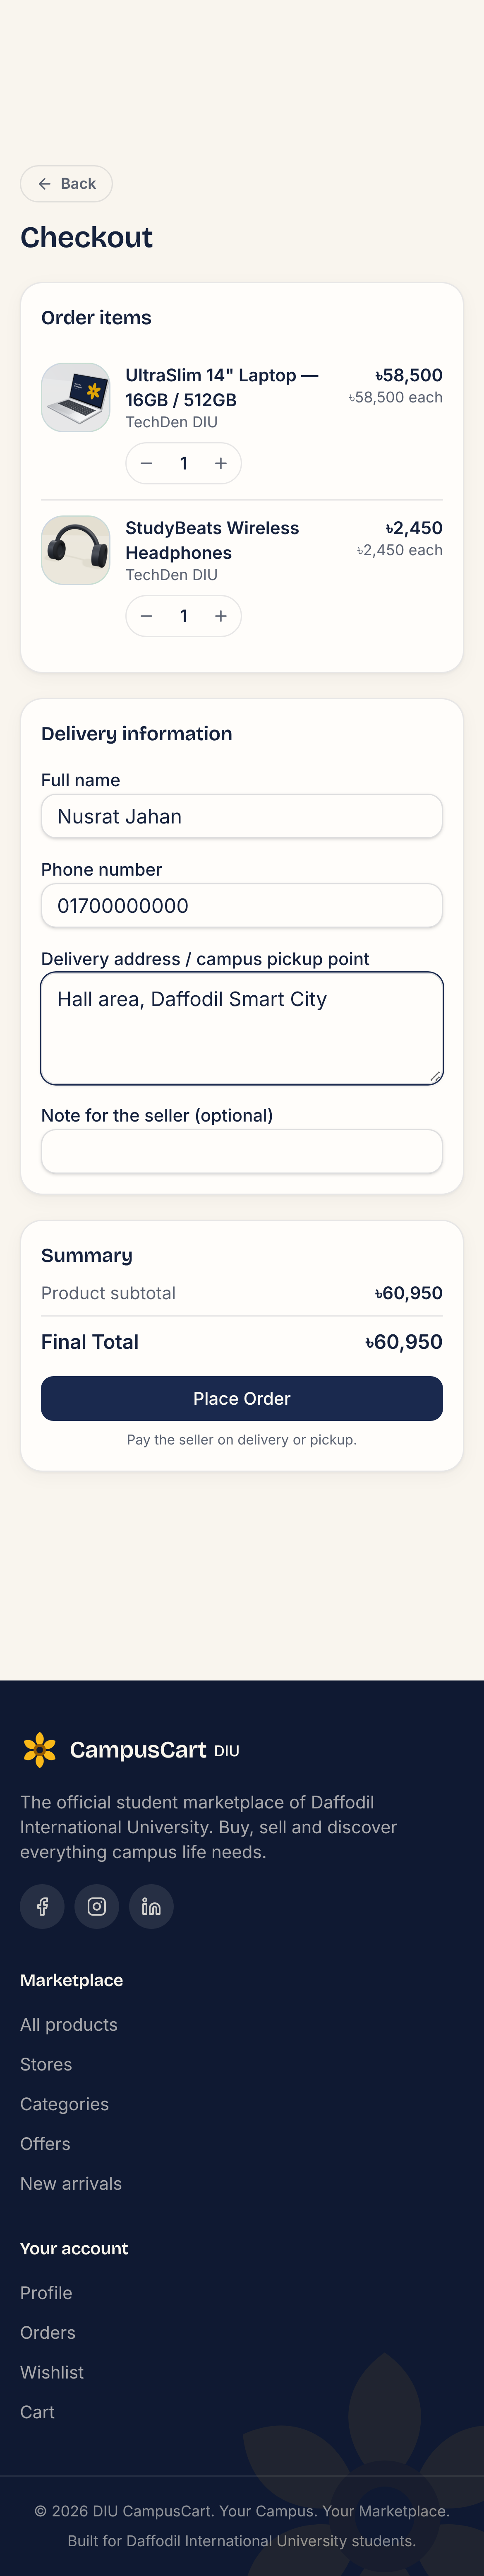 Back
Checkout
Order items
UltraSlim 14" Laptop —
16GB / 512GB
TechDen DIU
৳58,500
৳58,500 each
1
StudyBeats Wireless
Headphones
TechDen DIU
৳2,450
৳2,450 each
1
Delivery information
Full name
Nusrat Jahan
Phone number
01700000000
Delivery address / campus pickup point
Hall area, Daffodil Smart City
Note for the seller (optional)
Summary
Product subtotal ৳60,950
Final Total ৳60,950
Place Order
Pay the seller on delivery or pickup.
CampusCart DIU
The official student marketplace of Daffodil
International University. Buy, sell and discover
everything campus life needs.
Marketplace
All products
Stores
Categories
Offers
New arrivals
Your account
Profile
Orders
Wishlist
Cart
© 2026 DIU CampusCart. Your Campus. Your Marketplace.
Built for Daffodil International University students.